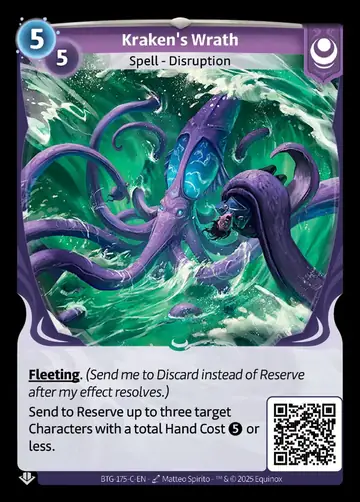 5
5
Kraken's Wrath
Spell - Disruption
Fleeting. (Send me to Discard instead of Reserve
after my effect resolves.)
Send to Reserve up to three target
Characters with a total Hand Cost 5 or
less.
BTG-175-C-EN - Matteo Spirito - ™ & © 2025 Equinox